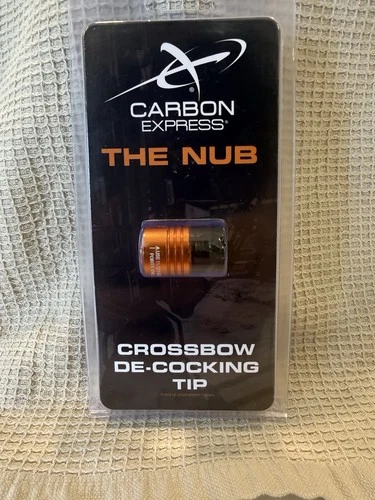 CARBON
EXPRESS®
THE NUB
CROSSBOW
DE-COCKING
TIP